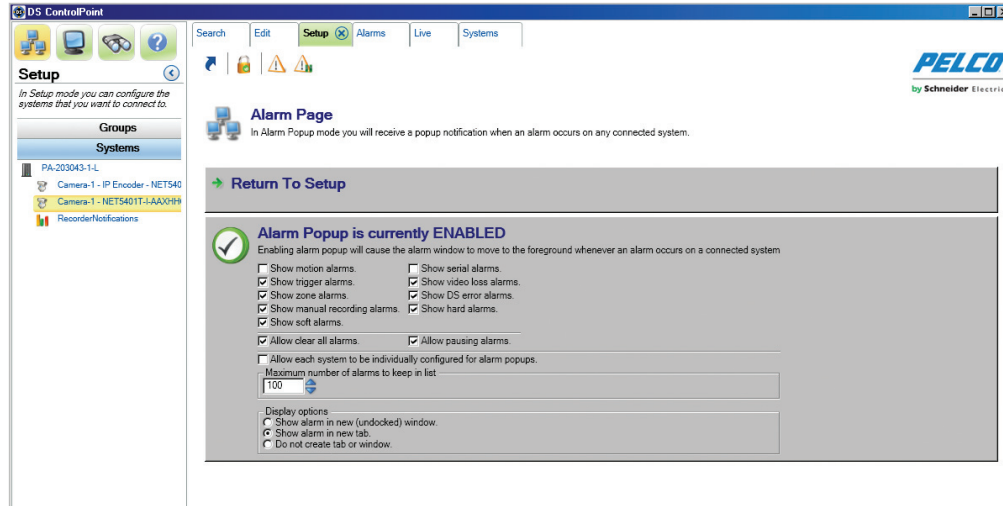 DS ControlPoint
Search
Edit
Setup
Alarms
Live
Systems
Setup
In Setup mode you can configure the
systems that you want to connect to.
Groups
Systems
PA-203043-1-L
Camera-1 - IP Encoder - NET540
Camera-1 - NET5401T-I-AAXHH
RecorderNotifications
PELCO
by Schneider Electric
Alarm Page
In Alarm Popup mode you will receive a popup notification when an alarm occurs on any connected system.
Return To Setup
Alarm Popup is currently ENABLED
Enabling alarm popup will cause the alarm window to move to the foreground whenever an alarm occurs on a connected system
Show motion alarms.
Show serial alarms.
Show trigger alarms.
Show video loss alarms.
Show zone alarms.
Show DS error alarms.
Show manual recording alarms.
Show hard alarms.
Show soft alarms.
Allow clear all alarms.
Allow pausing alarms.
Allow each system to be individually configured for alarm popups.
Maximum number of alarms to keep in list
100
Display options
Show alarm in new (undocked) window.
Show alarm in new tab.
Do not create tab or window.